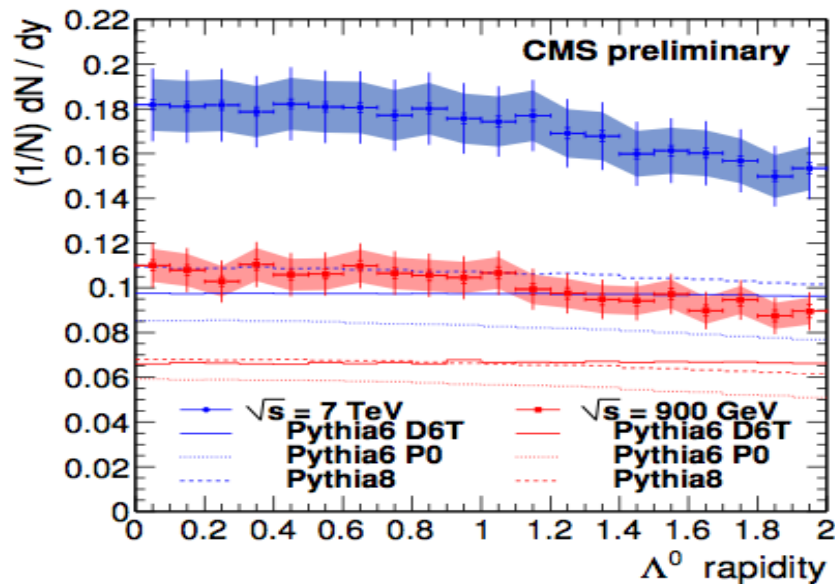 (1/N) dN / dy
CMS preliminary
0.22
0.2
0.18
0.16
0.14
0.12
0.1
0.08
0.06
0.04
0.02
0
√s = 7 TeV
Pythia6 D6T
Pythia6 P0
Pythia8
√s = 900 GeV
Pythia6 D6T
Pythia6 P0
Pythia8
0 0.2 0.4 0.6 0.8 1 1.2 1.4 1.6 1.8 2
Λ⁰ rapidity